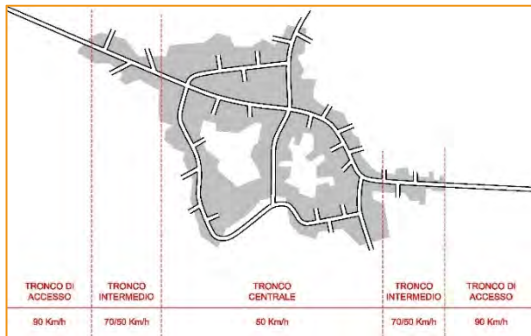 TRONCO DI
ACCESSO
TRONCO
INTERMEDIO
TRONCO
CENTRALE
TRONCO
INTERMEDIO
TRONCO DI
ACCESSO
90 Km/h
70/50 Km/h
50 Km/h
70/50 Km/h
90 Km/h